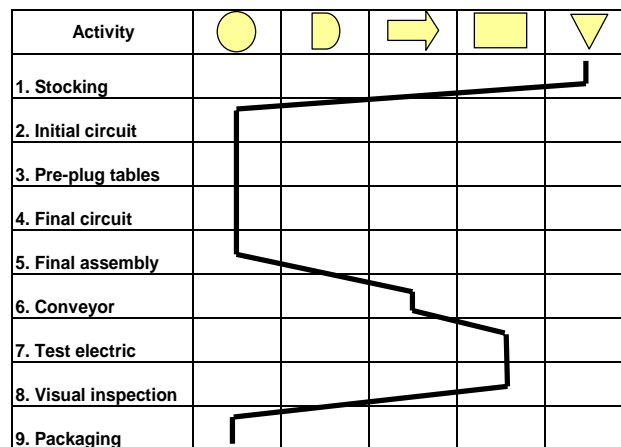 Activity
1. Stocking
2. Initial circuit
3. Pre-plug tables
4. Final circuit
5. Final assembly
6. Conveyor
7. Test electric
8. Visual inspection
9. Packaging